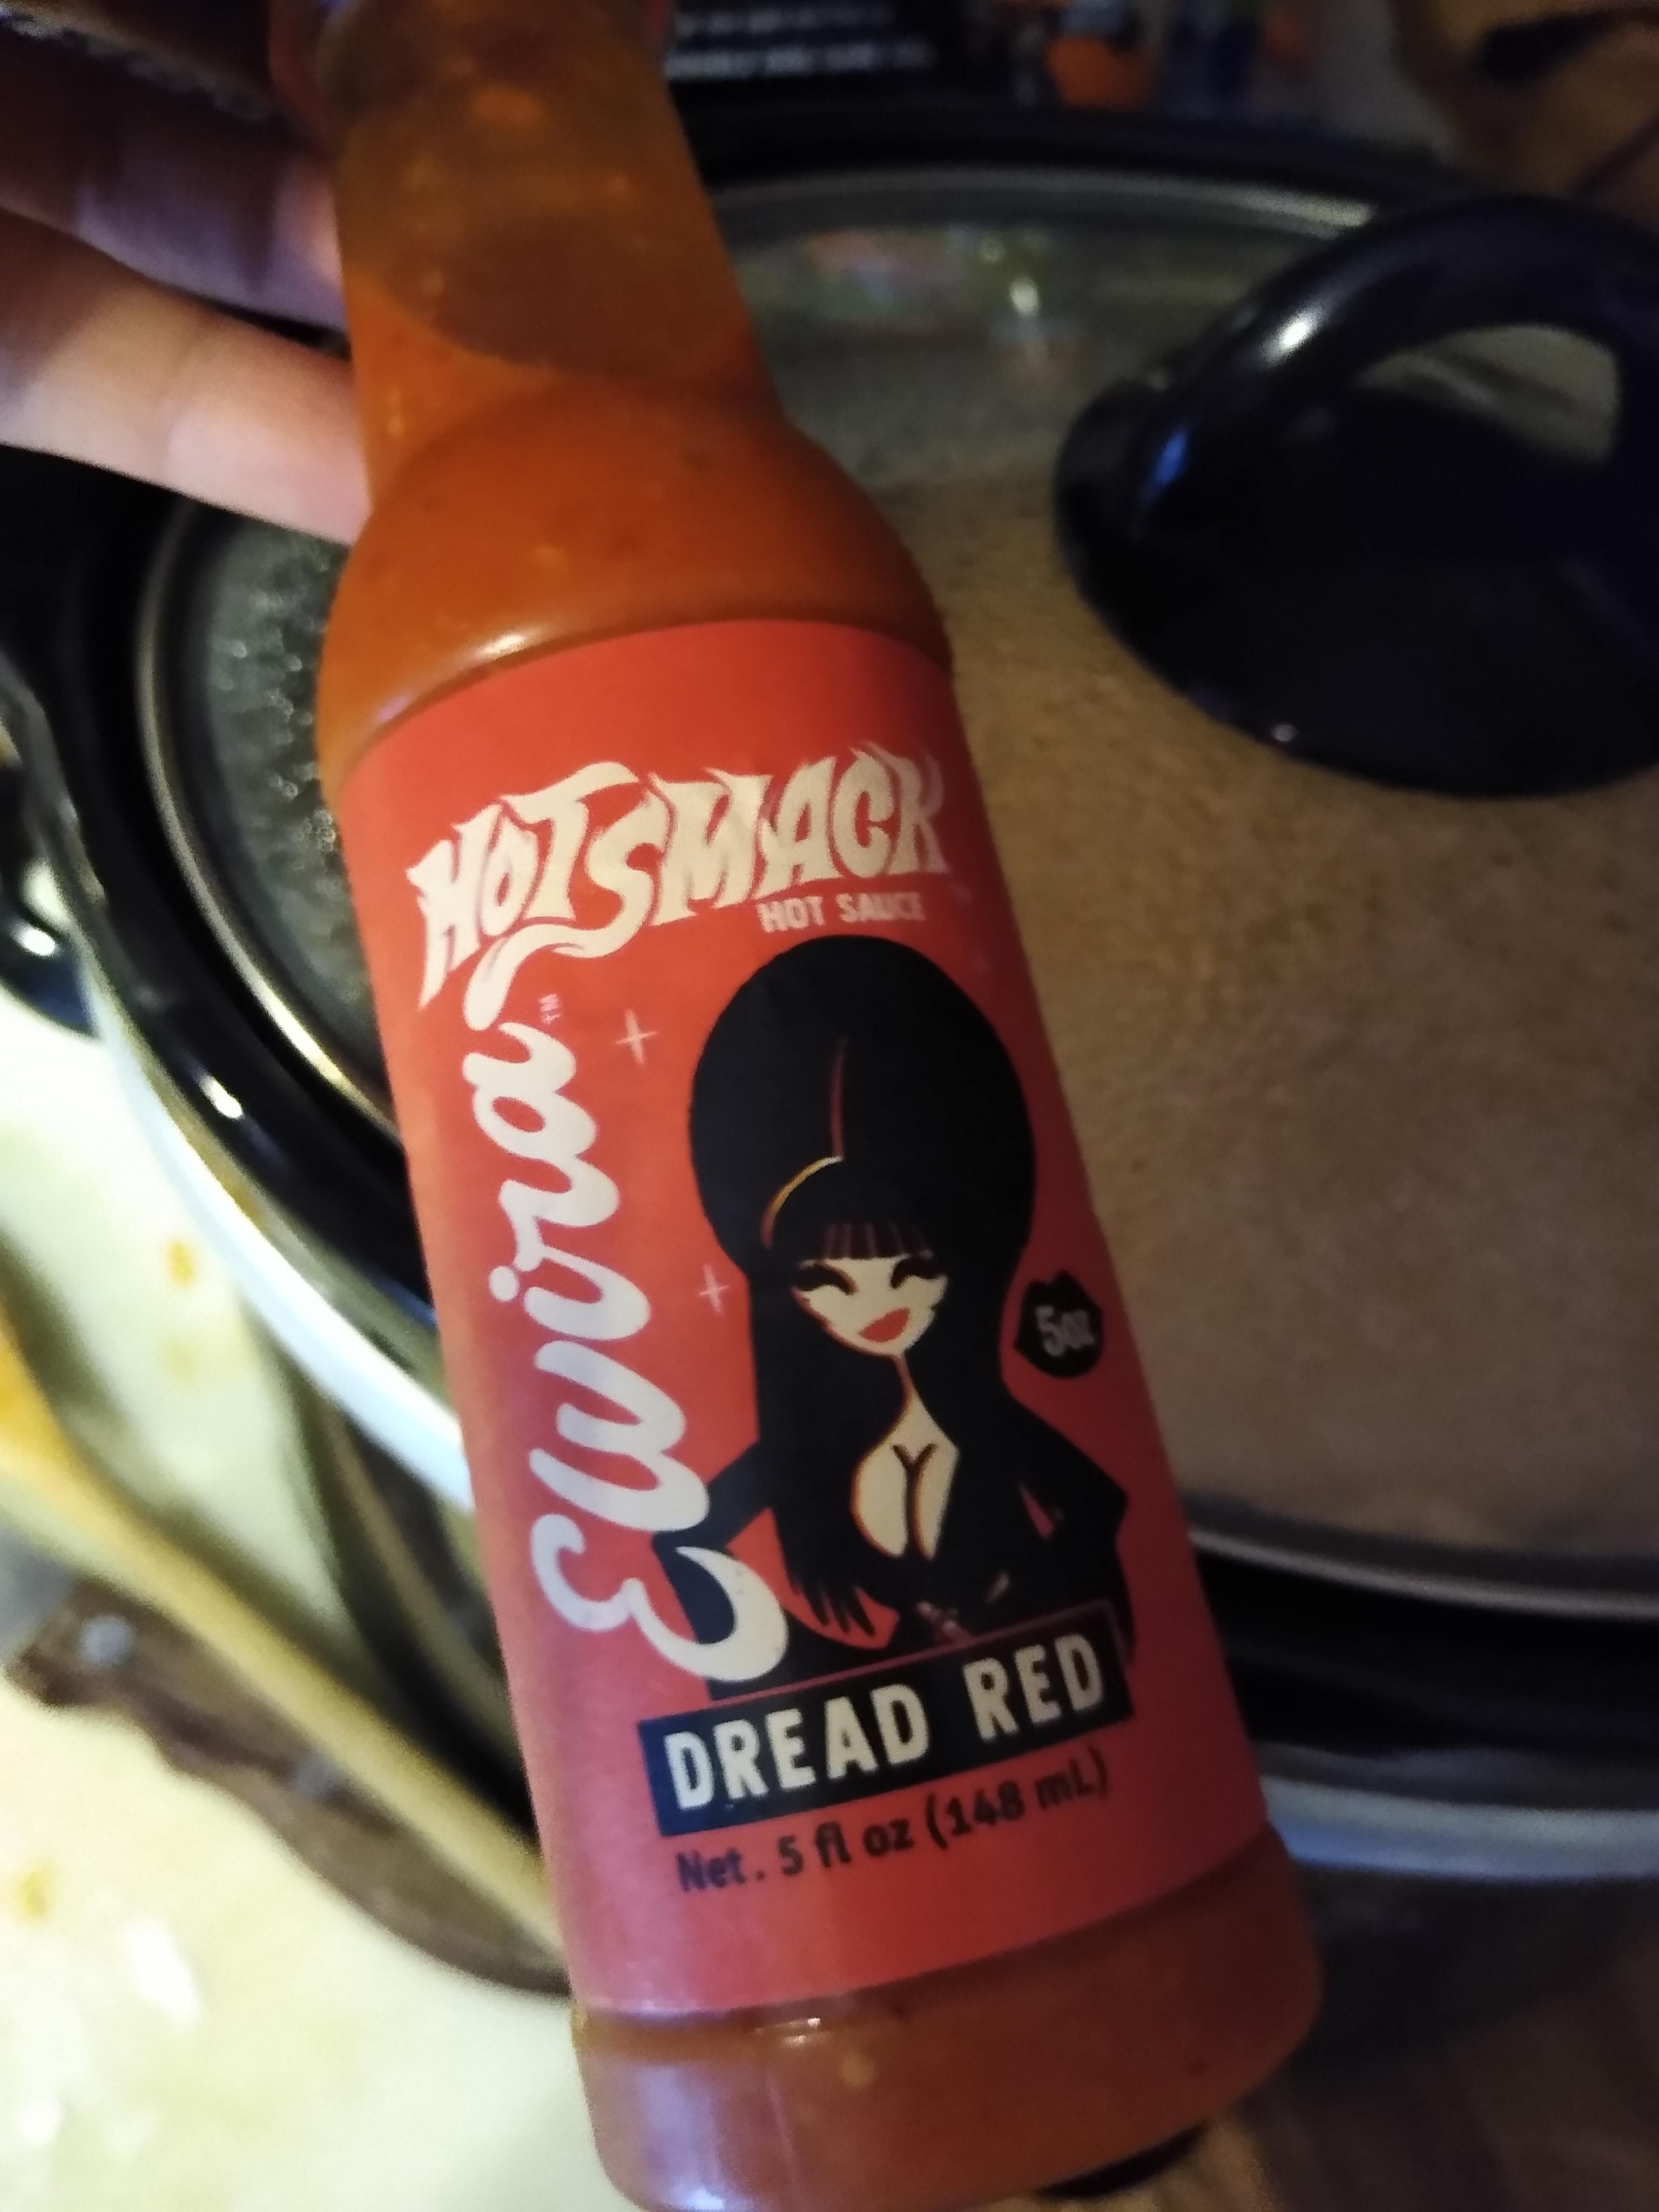 HOTSMACK
HOT SAUCE
Elvira™
5oz
DREAD RED
Net. 5 fl oz (148 mL)